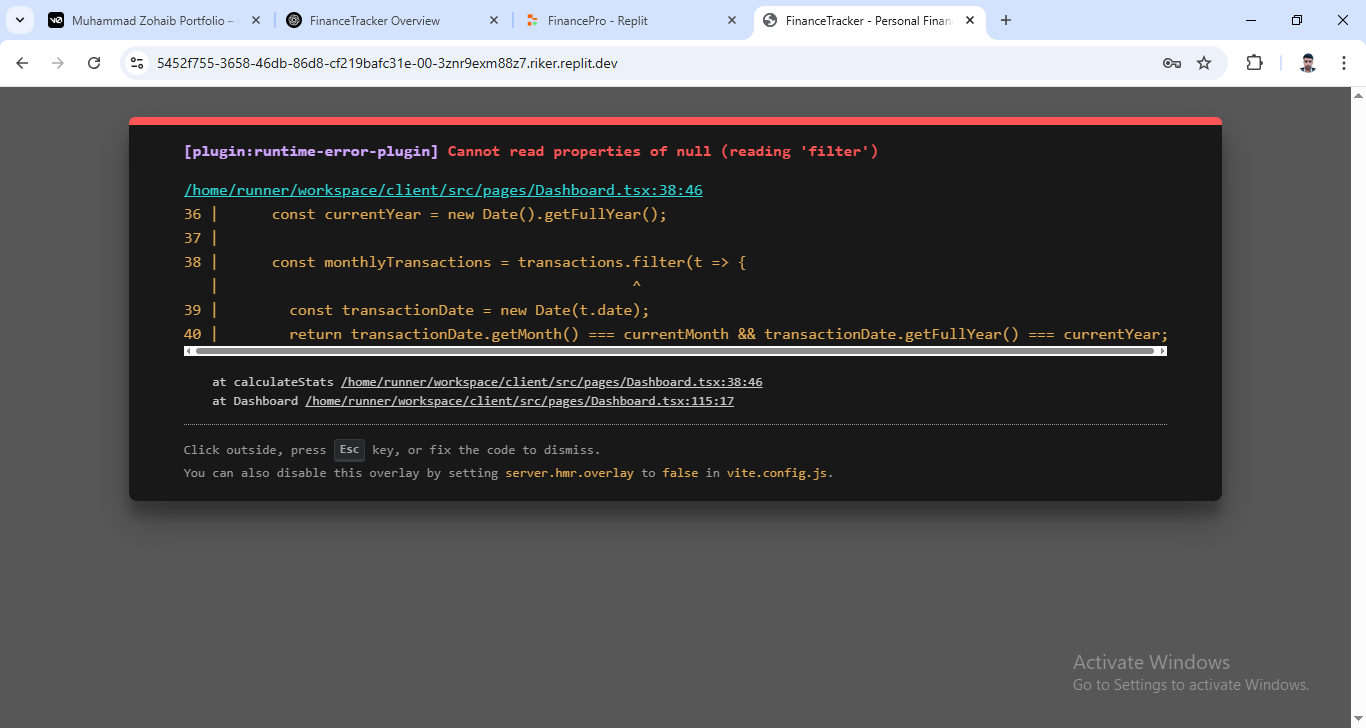 Muhammad Zohaib Portfolio –
FinanceTracker Overview
FinancePro - Replit
FinanceTracker - Personal Finan
5452f755-3658-46db-86d8-cf219bafc31e-00-3znr9exm88z7.riker.replit.dev
[plugin:runtime-error-plugin] Cannot read properties of null (reading 'filter')
/home/runner/workspace/client/src/pages/Dashboard.tsx:38:46
36 |      const currentYear = new Date().getFullYear();
37 |
38 |      const monthlyTransactions = transactions.filter(t => {
|                                                ^
39 |        const transactionDate = new Date(t.date);
40 |        return transactionDate.getMonth() === currentMonth && transactionDate.getFullYear() === currentYear;
at calculateStats /home/runner/workspace/client/src/pages/Dashboard.tsx:38:46
at Dashboard /home/runner/workspace/client/src/pages/Dashboard.tsx:115:17
Click outside, press Esc key, or fix the code to dismiss.
You can also disable this overlay by setting server.hmr.overlay to false in vite.config.js.
Activate Windows
Go to Settings to activate Windows.